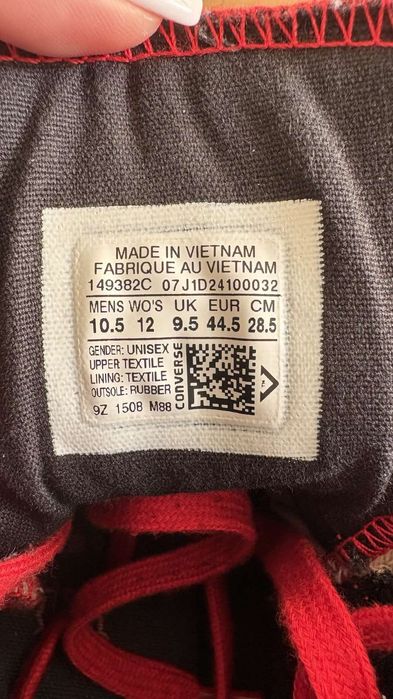 MADE IN VIETNAM
FABRIQUE AU VIETNAM
149382C 07J1D24100032
MENS WO'S UK EUR CM
10.5 12 9.5 44.5 28.5
GENDER: UNISEX
UPPER TEXTILE
LINING: TEXTILE
OUTSOLE: RUBBER
9Z 1508 M88
CONVERSE